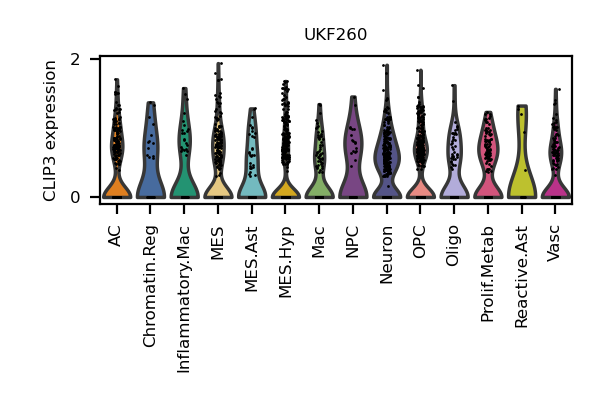 UKF260
CLIP3 expression
2
0
AC
Chromatin.Reg
Inflammatory.Mac
MES
MES.Ast
MES.Hyp
Mac
NPC
Neuron
OPC
Oligo
Prolif.Metab
Reactive.Ast
Vasc